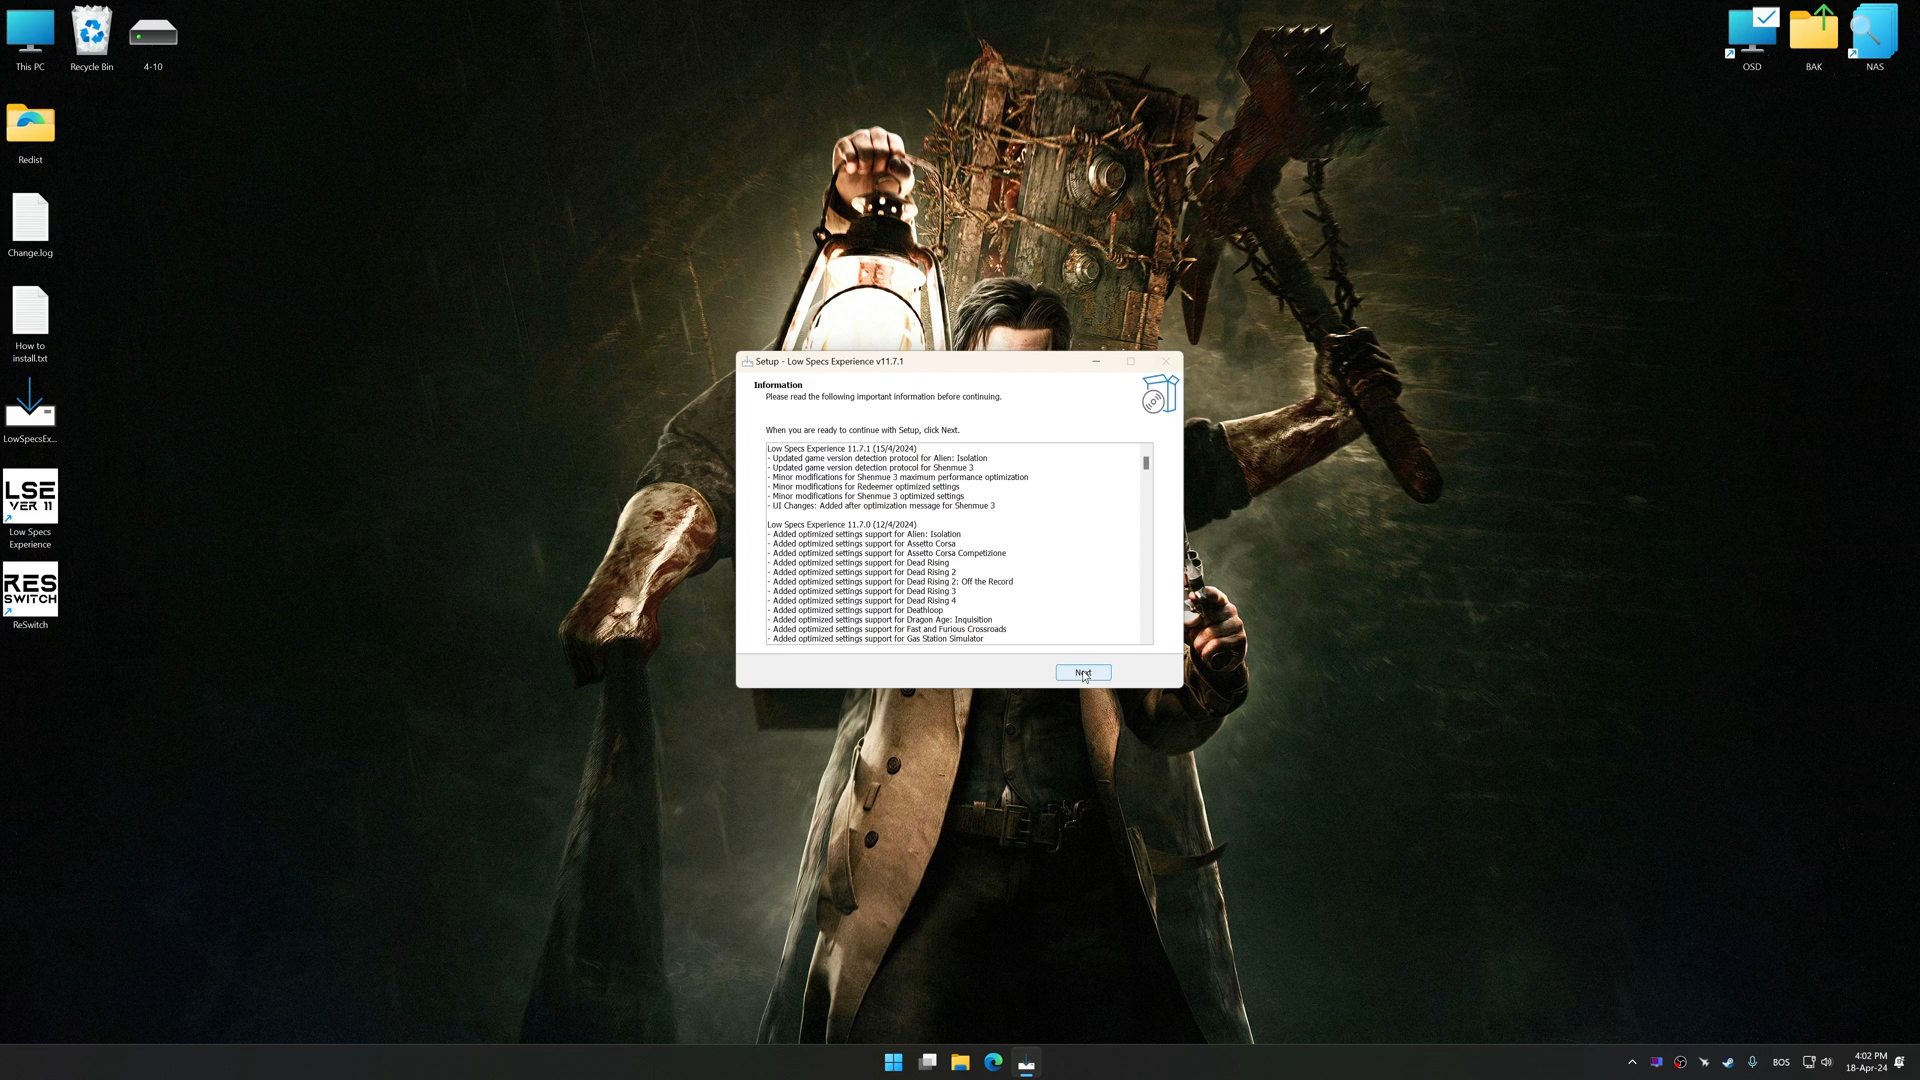 This PC
Recycle Bin
4-10
OSD
BAK
NAS
Redist
Change.log
How to
install.txt
LowSpecsEx...
LSE
VER 11
Low Specs
Experience
RES
SWITCH
ReSwitch
Setup - Low Specs Experience v11.7.1
Information
Please read the following important information before continuing.
When you are ready to continue with Setup, click Next.
Low Specs Experience 11.7.1 (15/4/2024)
- Updated game version detection protocol for Alien: Isolation
- Updated game version detection protocol for Shenmue 3
- Minor modifications for Shenmue 3 maximum performance optimization
- Minor modifications for Redeemer optimized settings
- Minor modifications for Shenmue 3 optimized settings
- UI Changes: Added after optimization message for Shenmue 3
Low Specs Experience 11.7.0 (12/4/2024)
- Added optimized settings support for Alien: Isolation
- Added optimized settings support for Assetto Corsa
- Added optimized settings support for Assetto Corsa Competizione
- Added optimized settings support for Dead Rising
- Added optimized settings support for Dead Rising 2
- Added optimized settings support for Dead Rising 2: Off the Record
- Added optimized settings support for Dead Rising 3
- Added optimized settings support for Dead Rising 4
- Added optimized settings support for Deathloop
- Added optimized settings support for Dragon Age: Inquisition
- Added optimized settings support for Fast and Furious Crossroads
- Added optimized settings support for Gas Station Simulator
Next
BOS
4:02 PM
18-Apr-24